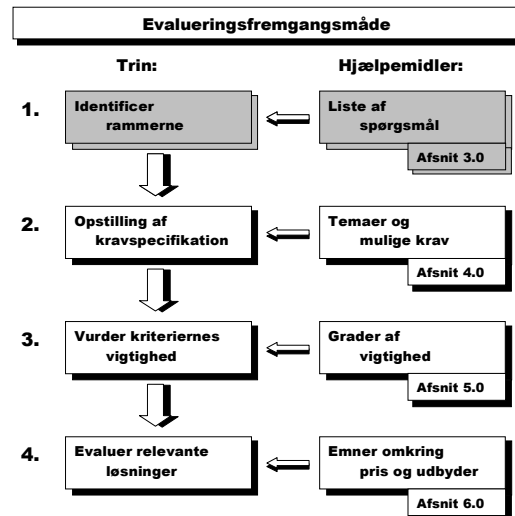 Evalueringsfremgangsmåde
Trin:
Hjælpemidler:
1.
Identificer
rammerne
Liste af
spørgsmål
Afsnit 3.0
2.
Opstilling af
kravspecifikation
Temaer og
mulige krav
Afsnit 4.0
3.
Vurder kriteriernes
vigtighed
Grader af
vigtighed
Afsnit 5.0
4.
Evaluer relevante
løsninger
Emner omkring
pris og udbyder
Afsnit 6.0